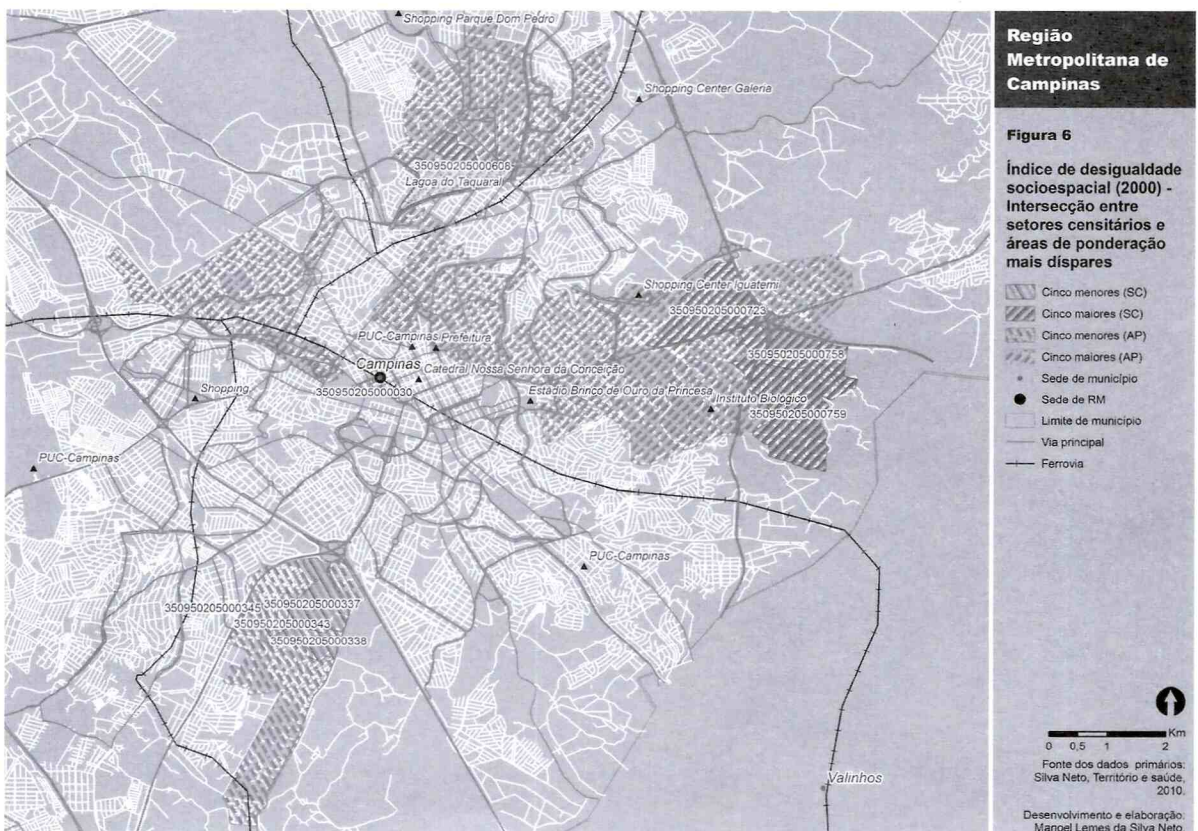 Shopping Parque Dom Pedro
Shopping Center Galeria
350950205000608
Lagoa do Taquaral
Shopping Center Iguatemi
350950205000723
PUC-Campinas
Prefeitura
350950205000758
Campinas
Catedral Nossa Senhora da Conceição
Shopping
350950205000030
Estádio Brinco de Ouro da Princesa
Instituto Biológico
350950205000759
PUC-Campinas
PUC-Campinas
350950205000345
350950205000337
350950205000343
350950205000338
Valinhos
Região
Metropolitana de
Campinas
Figura 6
Índice de desigualdade
socioespacial (2000) -
Intersecção entre
setores censitários e
áreas de ponderação
mais díspares
Cinco menores (SC)
Cinco maiores (SC)
Cinco menores (AP)
Cinco maiores (AP)
Sede de município
Sede de RM
Limite de município
Via principal
Ferrovia
Km
0 0,5 1 2
Fonte dos dados primários:
Silva Neto, Território e saúde,
2010.
Desenvolvimento e elaboração:
Manoel Lemes da Silva Neto.